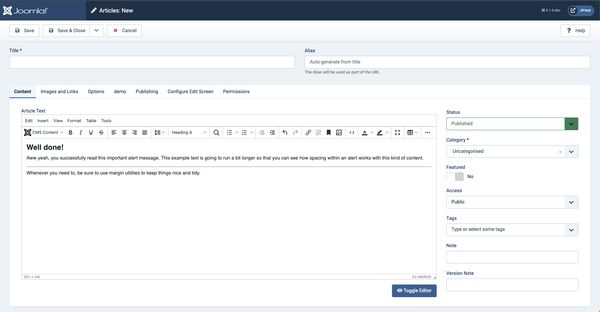 Joomla!
Articles: New
4.1.0-dev
Save
Save & Close
Cancel
Help
Title *
Alias
Auto-generate from title
The Alias will be used as part of the URL.
Content Images and Links Options demo Publishing Configure Edit Screen Permissions
Article Text
Edit Insert View Format Table Tools
CMS Content B I U S Heading 4
Well done!
Aww yeah, you successfully read this important alert message. This example text is going to run a bit longer so that you can see how spacing within an alert works with this kind of content.
Whenever you need to, be sure to use margin utilities to keep things nice and tidy.
53 WORDS
Toggle Editor
Status
Published
Category *
Uncategorised
Featured
No
Access
Public
Tags
Type or select some tags
Note
Version Note